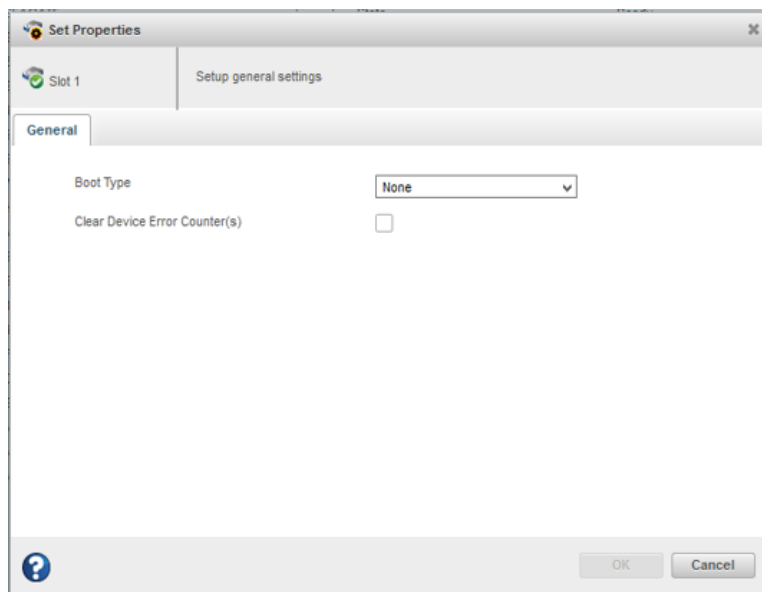 Set Properties
Slot 1
Setup general settings
General
Boot Type
None
Clear Device Error Counter(s)
OK
Cancel